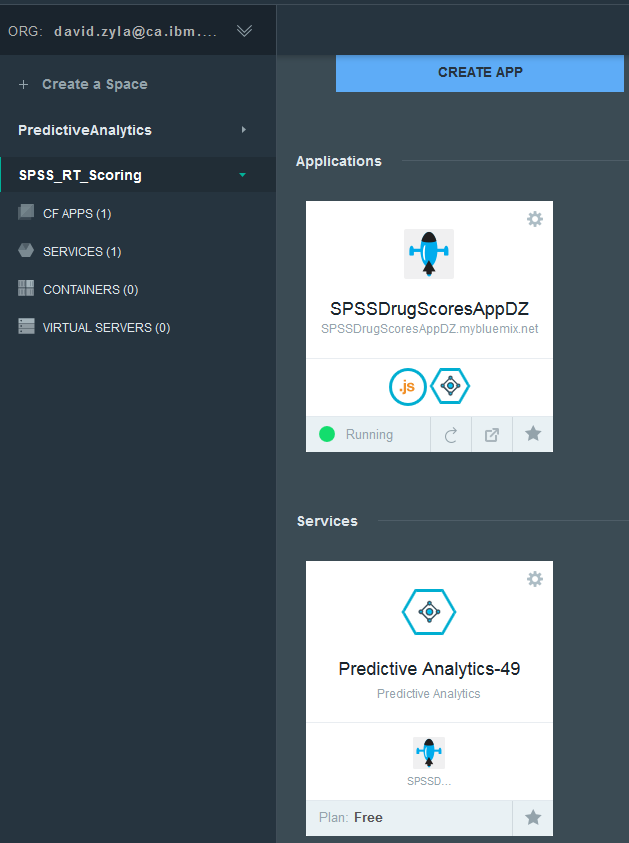 ORG: david.zyla@ca.ibm....
+ Create a Space
PredictiveAnalytics
SPSS_RT_Scoring
CF APPS (1)
SERVICES (1)
CONTAINERS (0)
VIRTUAL SERVERS (0)
CREATE APP
Applications
SPSSDrugScoresAppDZ
SPSSDrugScoresAppDZ.mybluemix.net
.js
Running
Services
Predictive Analytics-49
Predictive Analytics
SPSSD...
Plan: Free